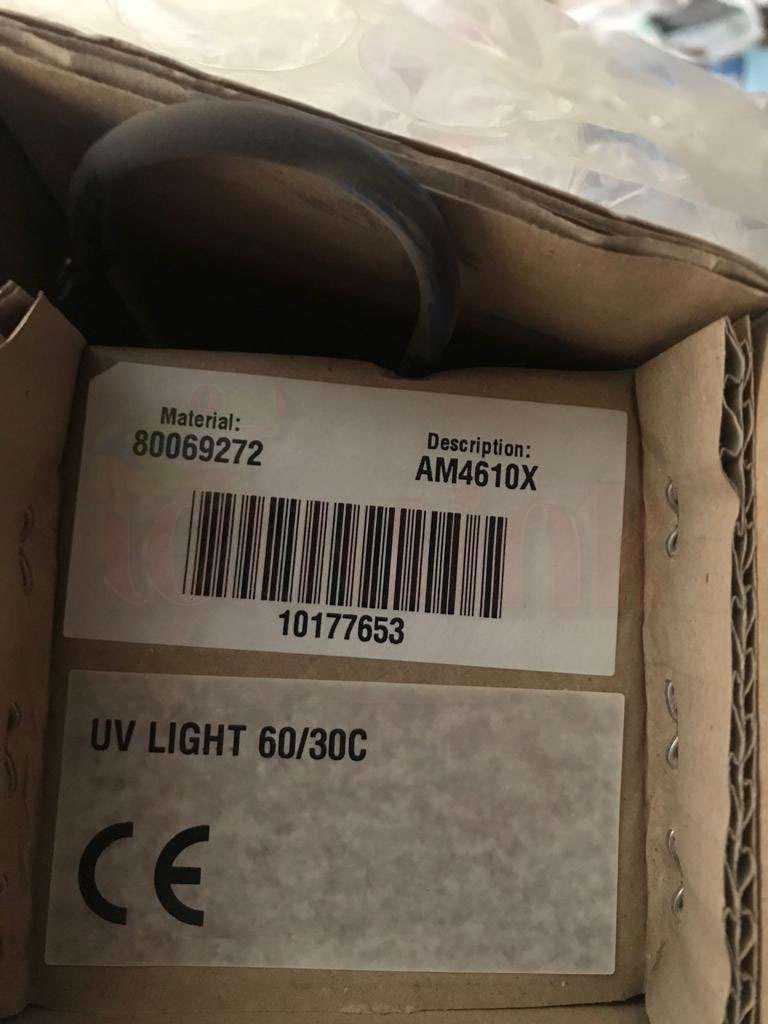 Material:
80069272
Description:
AM4610X
10177653
UV LIGHT 60/30C
CE